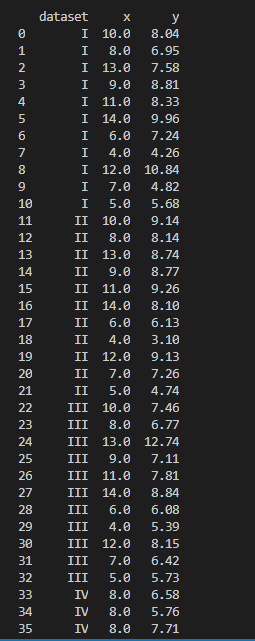 dataset x y
0 I 10.0 8.04
1 I 8.0 6.95
2 I 13.0 7.58
3 I 9.0 8.81
4 I 11.0 8.33
5 I 14.0 9.96
6 I 6.0 7.24
7 I 4.0 4.26
8 I 12.0 10.84
9 I 7.0 4.82
10 I 5.0 5.68
11 II 10.0 9.14
12 II 8.0 8.14
13 II 13.0 8.74
14 II 9.0 8.77
15 II 11.0 9.26
16 II 14.0 8.10
17 II 6.0 6.13
18 II 4.0 3.10
19 II 12.0 9.13
20 II 7.0 7.26
21 II 5.0 4.74
22 III 10.0 7.46
23 III 8.0 6.77
24 III 13.0 12.74
25 III 9.0 7.11
26 III 11.0 7.81
27 III 14.0 8.84
28 III 6.0 6.08
29 III 4.0 5.39
30 III 12.0 8.15
31 III 7.0 6.42
32 III 5.0 5.73
33 IV 8.0 6.58
34 IV 8.0 5.76
35 IV 8.0 7.71